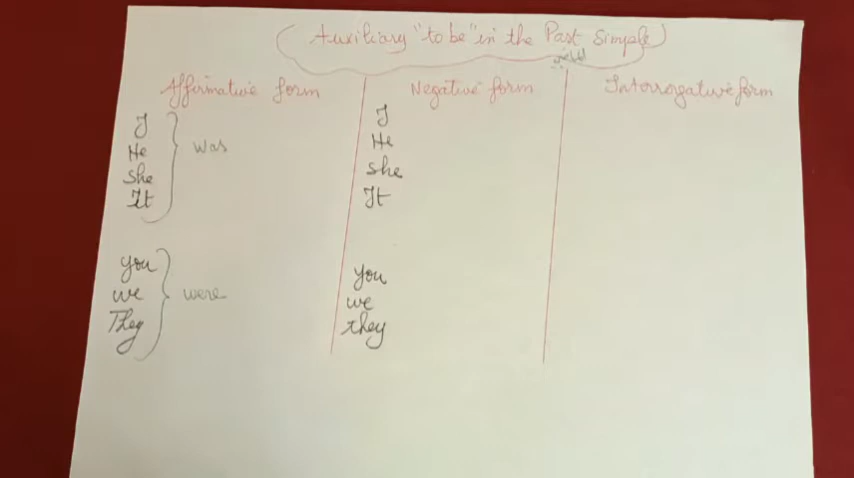 Auxiliary "to be" in the Past Simple
Affirmative form
I
He
she
It
was
you
we
They
were
Negative form
I
He
she
It
you
we
they
Interrogative form